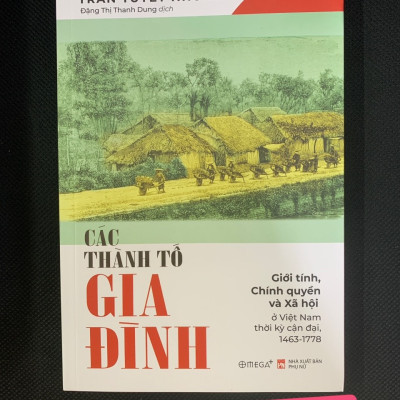 Đặng Thị Thanh Dung dịch
CÁC
THÀNH TỐ
GIA
ĐÌNH
Giới tính,
Chính quyền
và Xã hội
ở Việt Nam
thời kỳ cận đại,
1463-1778
OMEGA+
NHÀ XUẤT BẢN
PHỤ NỮ